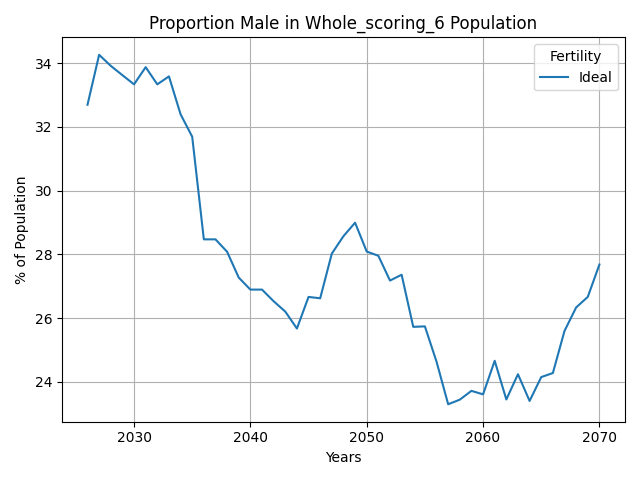 Proportion Male in Whole_scoring_6 Population
Fertility
Ideal
% of Population
34
32
30
28
26
24
2030 2040 2050 2060 2070
Years